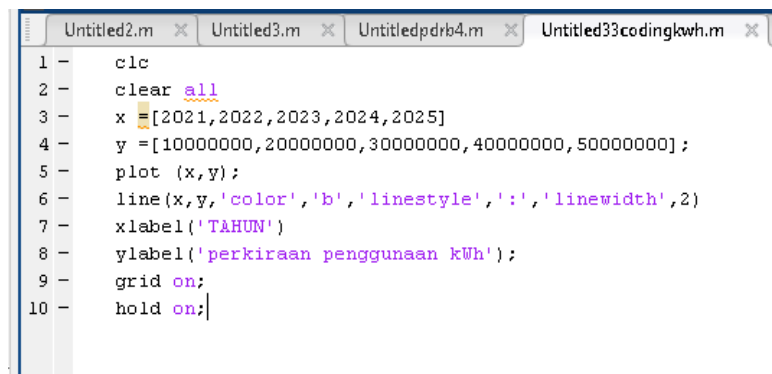 Untitled2.m Untitled3.m Untitledpdrb4.m Untitled33codingkwh.m
1 - clc
2 - clear all
3 - x =[2021,2022,2023,2024,2025]
4 - y =[10000000,20000000,30000000,40000000,50000000];
5 - plot (x,y);
6 - line(x,y,'color','b','linestyle',':','linewidth',2)
7 - xlabel('TAHUN')
8 - ylabel('perkiraan penggunaan kWh');
9 - grid on;
10 - hold on;